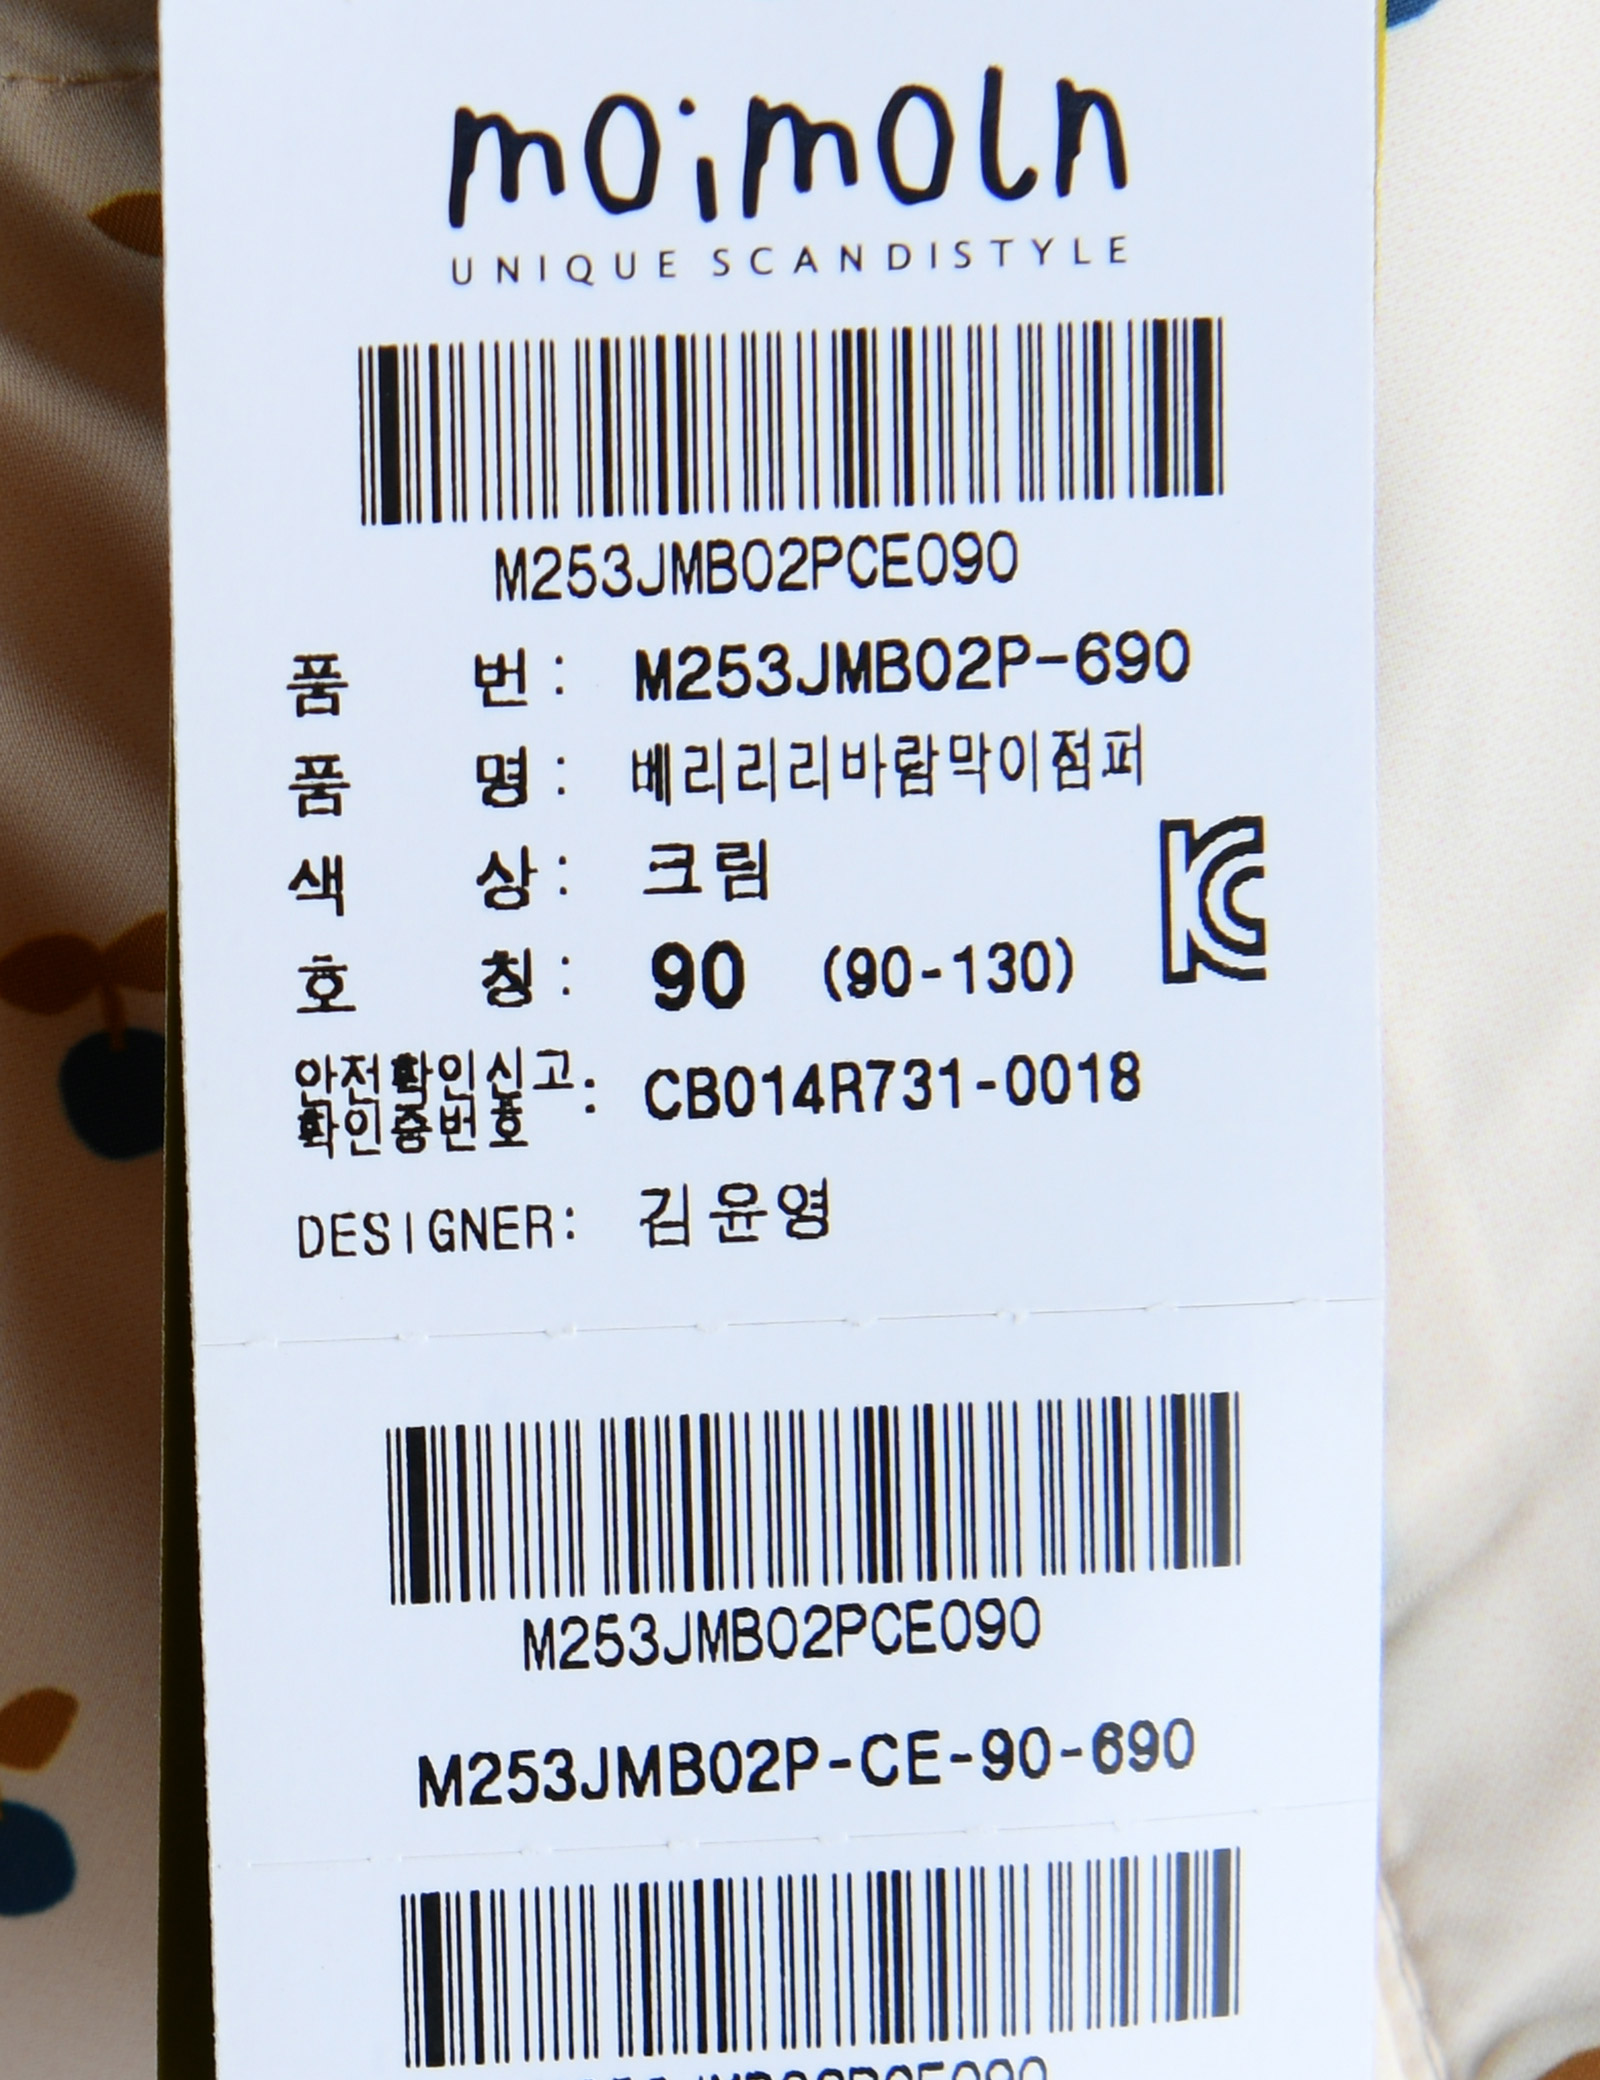 moimoln
UNIQUE SCANDISTYLE
M253JMB02PCE090
품 번 : M253JMB02P-690
품 명 : 베리리리바람막이점퍼
색 상 : 크림
호 칭 : 90 (90-130)
안전확인신고
확인증번호 : CB014R731-0018
DESIGNER: 김윤영
M253JMB02PCE090
M253JMB02P-CE-90-690